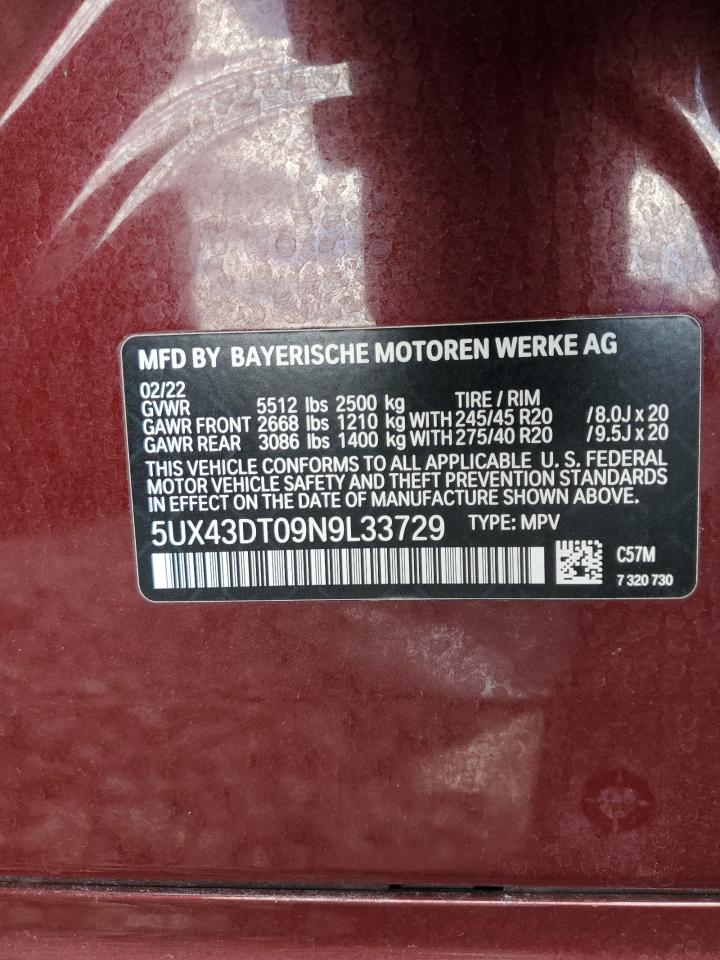 MFD BY BAYERISCHE MOTOREN WERKE AG
02/22
GVWR 5512 lbs 2500 kg TIRE / RIM
GAWR FRONT 2668 lbs 1210 kg WITH 245/45 R20 /8.0J x 20
GAWR REAR 3086 lbs 1400 kg WITH 275/40 R20 /9.5J x 20
THIS VEHICLE CONFORMS TO ALL APPLICABLE U. S. FEDERAL
MOTOR VEHICLE SAFETY AND THEFT PREVENTION STANDARDS
IN EFFECT ON THE DATE OF MANUFACTURE SHOWN ABOVE.
5UX43DT09N9L33729 TYPE: MPV
C57M
7 320 730